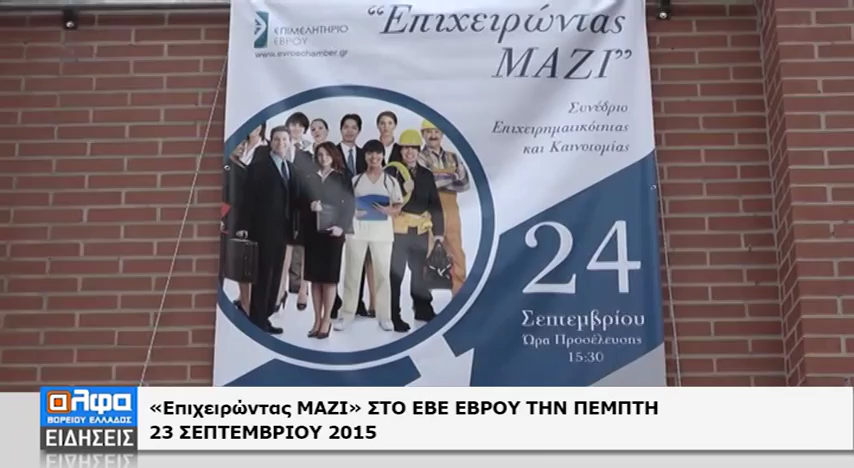 ΕΠΙΜΕΛΗΤΗΡΙΟ
ΕΒΡΟΥ
www.evroschamber.gr
“Επιχειρώντας
ΜΑΖΙ”
Συνέδριο
Επιχειρηματικότητας
και Καινοτομίας
24
Σεπτεμβρίου
Ώρα Προσέλευσης
15:30
αλφα
ΒΟΡΕΙΟΥ ΕΛΛΑΔΟΣ
ΕΙΔΗΣΕΙΣ
«Επιχειρώντας ΜΑΖΙ» ΣΤΟ ΕΒΕ ΕΒΡΟΥ ΤΗΝ ΠΕΜΠΤΗ
23 ΣΕΠΤΕΜΒΡΙΟΥ 2015